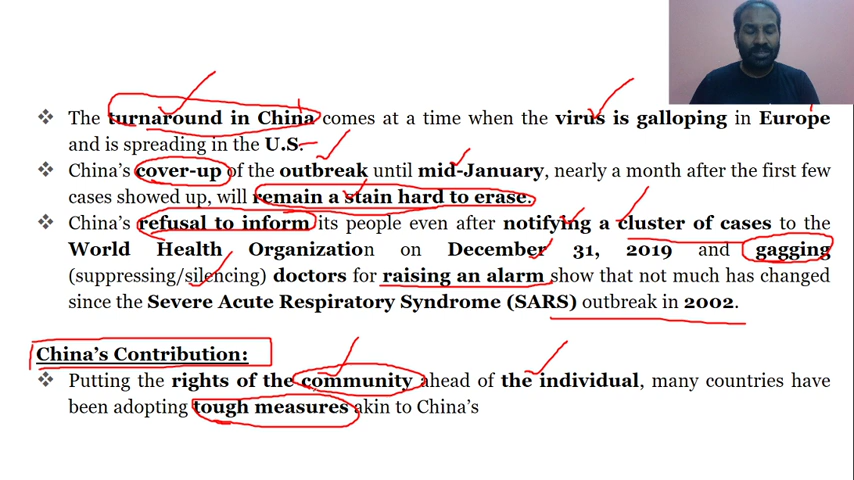 ❖ The turnaround in China comes at a time when the virus is galloping in Europe
and is spreading in the U.S.
❖ China's cover-up of the outbreak until mid-January, nearly a month after the first few
cases showed up, will remain a stain hard to erase.
❖ China's refusal to inform its people even after notifying a cluster of cases to the
World Health Organization on December 31, 2019 and gagging
(suppressing/silencing) doctors for raising an alarm show that not much has changed
since the Severe Acute Respiratory Syndrome (SARS) outbreak in 2002.
China's Contribution:
❖ Putting the rights of the community ahead of the individual, many countries have
been adopting tough measures akin to China's